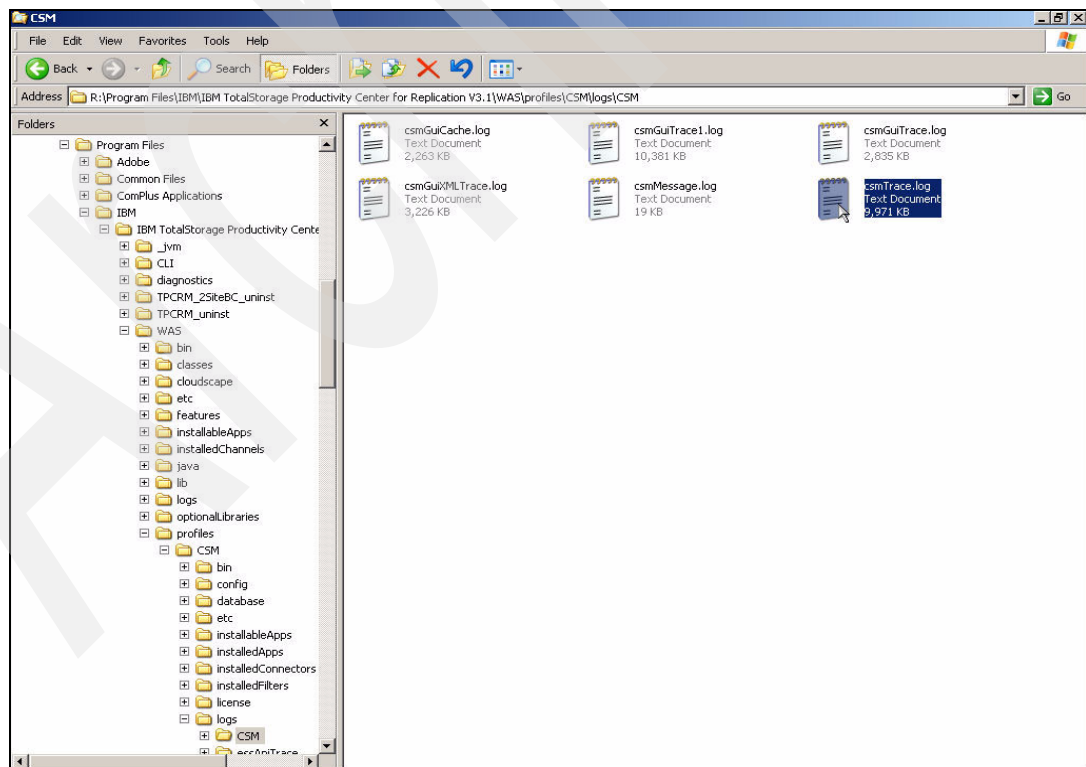 CSM
File Edit View Favorites Tools Help
Back Search Folders
Address R:\Program Files\IBM\IBM TotalStorage Productivity Center for Replication V3.1\WAS\profiles\CSM\logs\CSM Go
Folders
Program Files
Adobe
Common Files
ComPlus Applications
IBM
IBM TotalStorage Productivity Cente
_jvm
CLI
diagnostics
TPCRM_2SiteBC_uninst
TPCRM_uninst
WAS
bin
classes
cloudscape
etc
features
installableApps
installedChannels
java
lib
logs
optionalLibraries
profiles
CSM
bin
config
database
etc
installableApps
installedApps
installedConnectors
installedFilters
license
logs
CSM
essApiTrace
csmGuiCache.log
Text Document
2,263 KB
csmGuiTrace1.log
Text Document
10,381 KB
csmGuiTrace.log
Text Document
2,835 KB
csmGuiXMLTrace.log
Text Document
3,226 KB
csmMessage.log
Text Document
19 KB
csmTrace.log
Text Document
9,971 KB